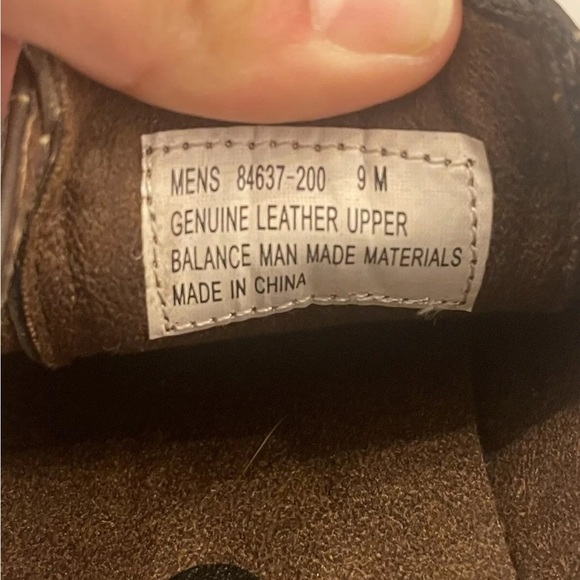 MENS 84637-200 9 M
GENUINE LEATHER UPPER
BALANCE MAN MADE MATERIALS
MADE IN CHINA